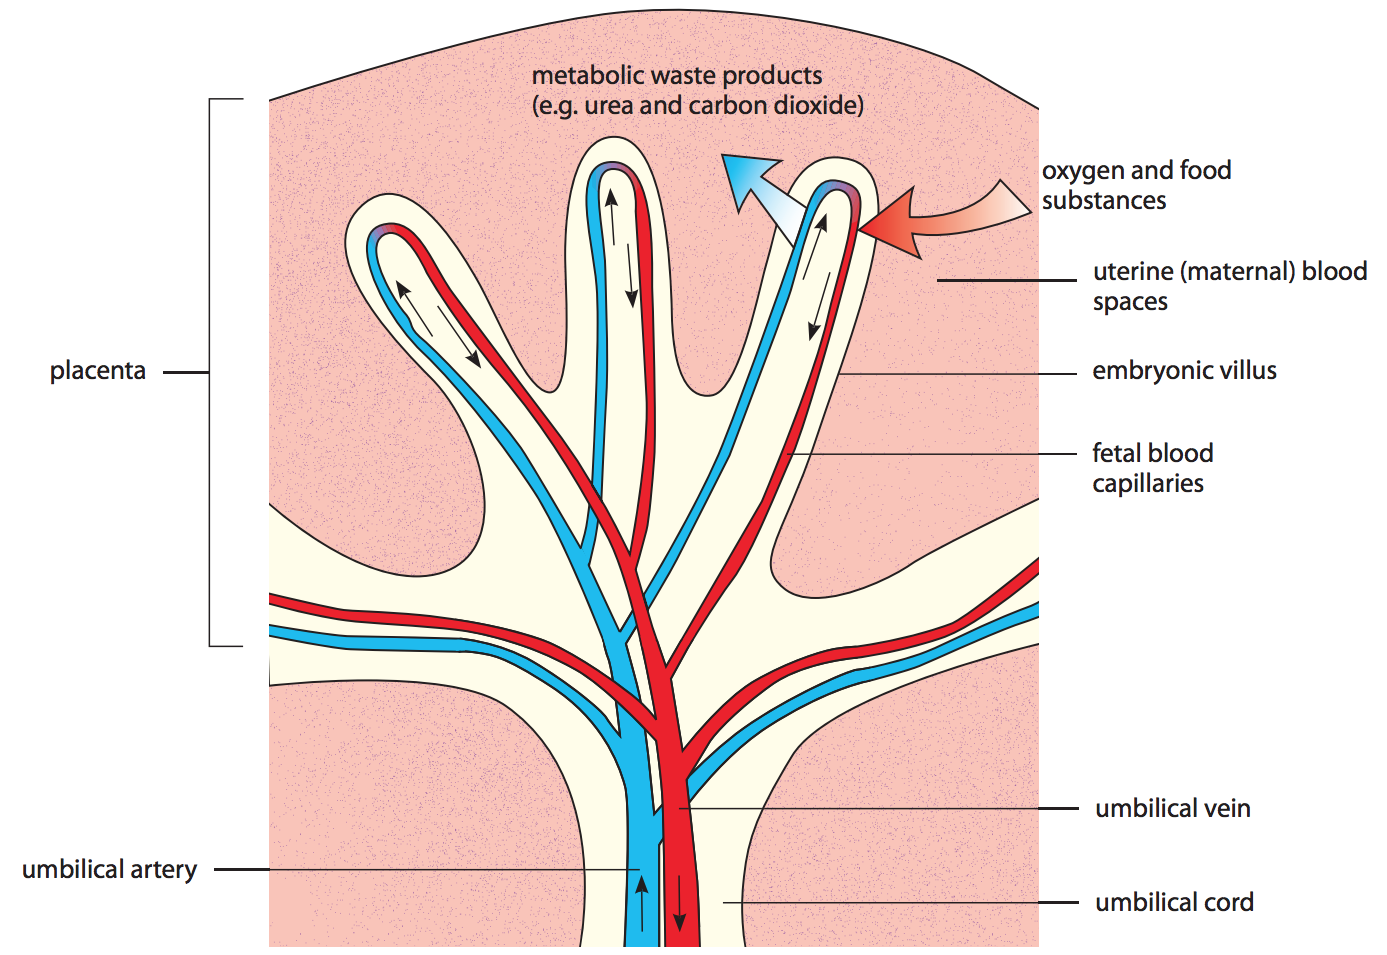 metabolic waste products
(e.g. urea and carbon dioxide)
oxygen and food
substances
uterine (maternal) blood
spaces
placenta
embryonic villus
fetal blood
capillaries
umbilical vein
umbilical artery
umbilical cord